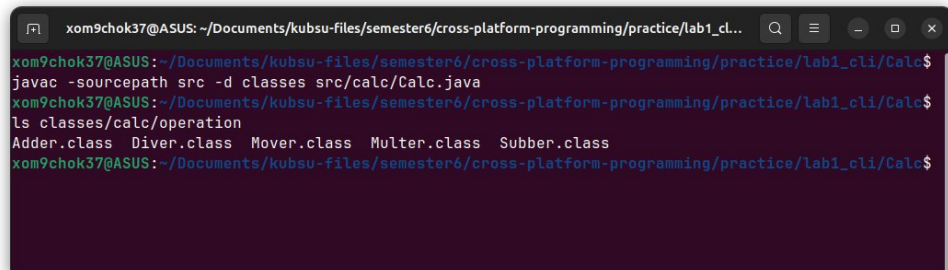 xom9chok37@ASUS: ~/Documents/kubsu-files/semester6/cross-platform-programming/practice/lab1_cl...
xom9chok37@ASUS:~/Documents/kubsu-files/semester6/cross-platform-programming/practice/lab1_cli/Calc$
javac -sourcepath src -d classes src/calc/Calc.java
xom9chok37@ASUS:~/Documents/kubsu-files/semester6/cross-platform-programming/practice/lab1_cli/Calc$
ls classes/calc/operation
Adder.class  Diver.class  Mover.class  Multer.class  Subber.class
xom9chok37@ASUS:~/Documents/kubsu-files/semester6/cross-platform-programming/practice/lab1_cli/Calc$